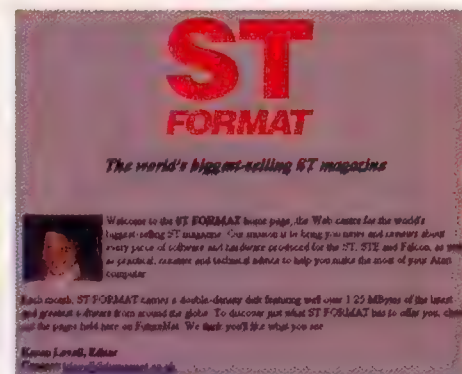 ST
FORMAT
The world's biggest-selling ST magazine
Welcome to the ST FORMAT home page, the Web centre for the world's
biggest-selling ST magazine. Our mission is to bring you news and reviews about
every piece of software and hardware produced for the ST, STE and Falcon, as well
as practical, creative and technical advice to help you make the most of your Atari
computer
Each month, ST FORMAT carries a double-density disk featuring well over 1.25 MBytes of the latest
and greatest software from around the globe. To discover just what ST FORMAT has to offer you, check
out the pages held here on FutureNet. We think you'll like what you see
Karen Levell, Editor